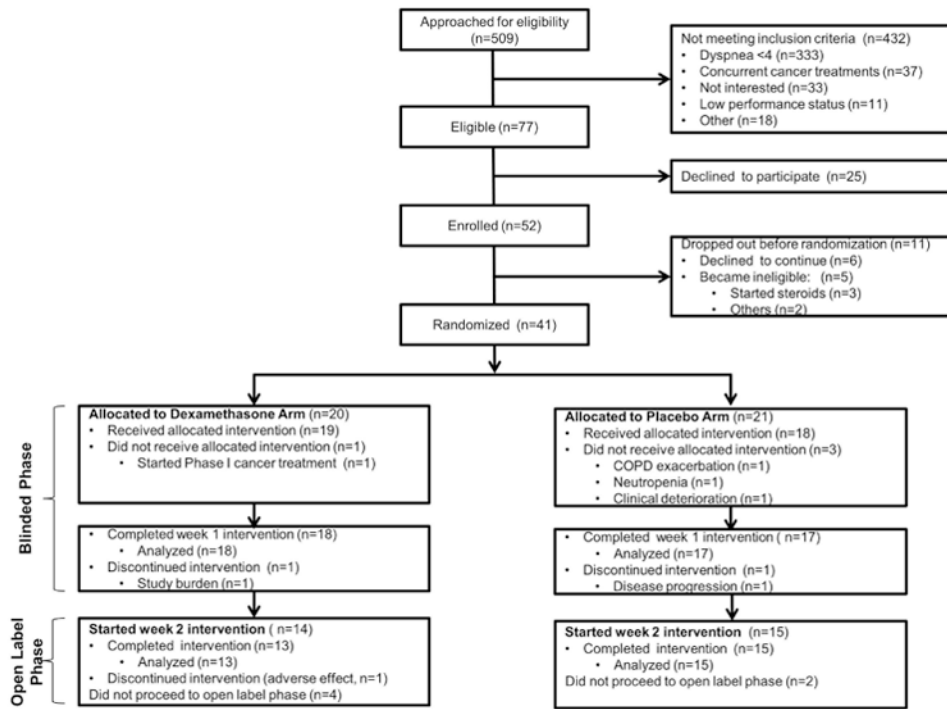 Approached for eligibility
(n=509)
Not meeting inclusion criteria (n=432)
• Dyspnea <4 (n=333)
• Concurrent cancer treatments (n=37)
• Not interested (n=33)
• Low performance status (n=11)
• Other (n=18)
Eligible (n=77)
Declined to participate (n=25)
Enrolled (n=52)
Dropped out before randomization (n=11)
• Declined to continue (n=6)
• Became ineligible: (n=5)
• Started steroids (n=3)
• Others (n=2)
Randomized (n=41)
Blinded Phase
Allocated to Dexamethasone Arm (n=20)
• Received allocated intervention (n=19)
• Did not receive allocated intervention (n=1)
• Started Phase I cancer treatment (n=1)
Allocated to Placebo Arm (n=21)
• Received allocated intervention (n=18)
• Did not receive allocated intervention (n=3)
• COPD exacerbation (n=1)
• Neutropenia (n=1)
• Clinical deterioration (n=1)
• Completed week 1 intervention (n=18)
• Analyzed (n=18)
• Discontinued intervention (n=1)
• Study burden (n=1)
• Completed week 1 intervention ( n=17)
• Analyzed (n=17)
• Discontinued intervention (n=1)
• Disease progression (n=1)
Open Label
Phase
Started week 2 intervention ( n=14)
• Completed intervention (n=13)
• Analyzed (n=13)
• Discontinued intervention (adverse effect, n=1)
Did not proceed to open label phase (n=4)
Started week 2 intervention (n=15)
• Completed intervention (n=15)
• Analyzed (n=15)
Did not proceed to open label phase (n=2)